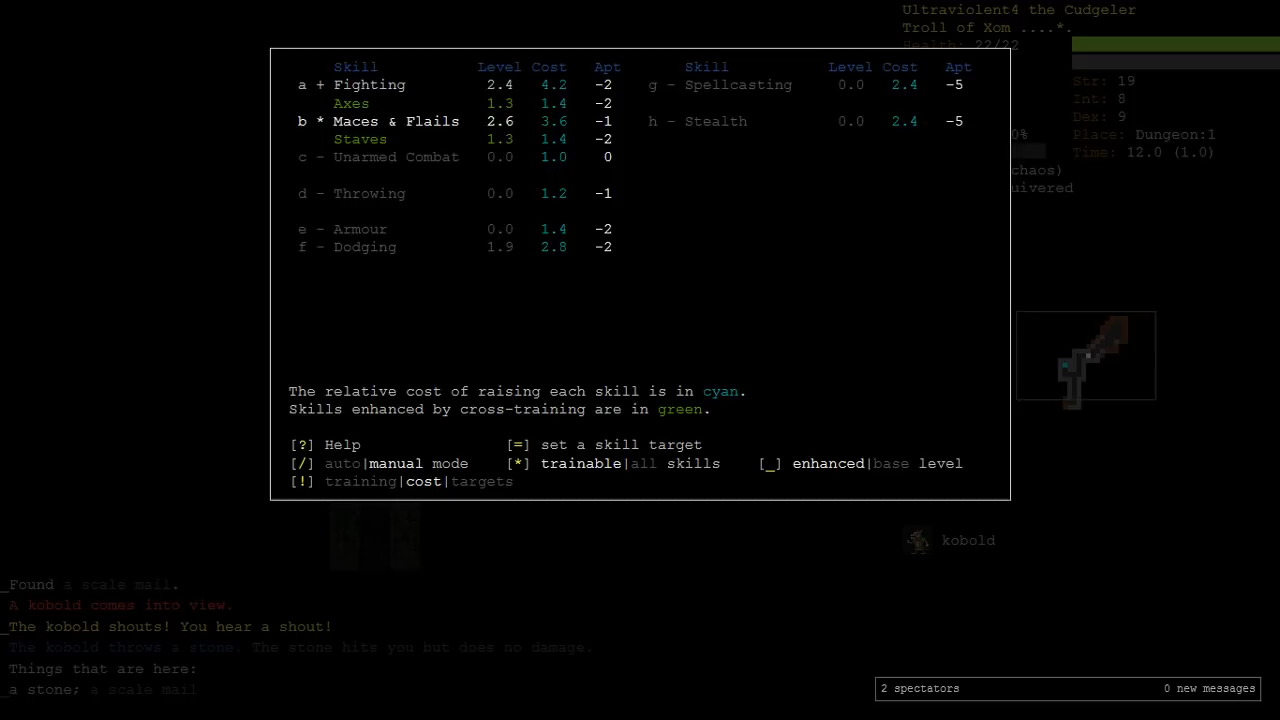 Ultraviolent4 the Cudgeler
Troll of Xom ....*.
Health: 22/22
Skill Level Cost Apt Skill Level Cost Apt
a + Fighting 2.4 4.2 -2 g - Spellcasting 0.0 2.4 -5
Axes 1.3 1.4 -2
b * Maces & Flails 2.6 3.6 -1 h - Stealth 0.0 2.4 -5
Staves 1.3 1.4 -2
c - Unarmed Combat 0.0 1.0 0
d - Throwing 0.0 1.2 -1
e - Armour 0.0 1.4 -2
f - Dodging 1.9 2.8 -2
Str: 19
Int: 8
Dex: 9
0% Place: Dungeon:1
Time: 12.0 (1.0)
chaos)
uivered
The relative cost of raising each skill is in cyan.
Skills enhanced by cross-training are in green.
[?] Help [=] set a skill target
[/] auto|manual mode [*] trainable|all skills [_] enhanced|base level
[!] training|cost|targets
kobold
_Found a scale mail.
A kobold comes into view.
_The kobold shouts! You hear a shout!
The kobold throws a stone. The stone hits you but does no damage.
Things that are here:
_a stone; a scale mail
2 spectators 0 new messages